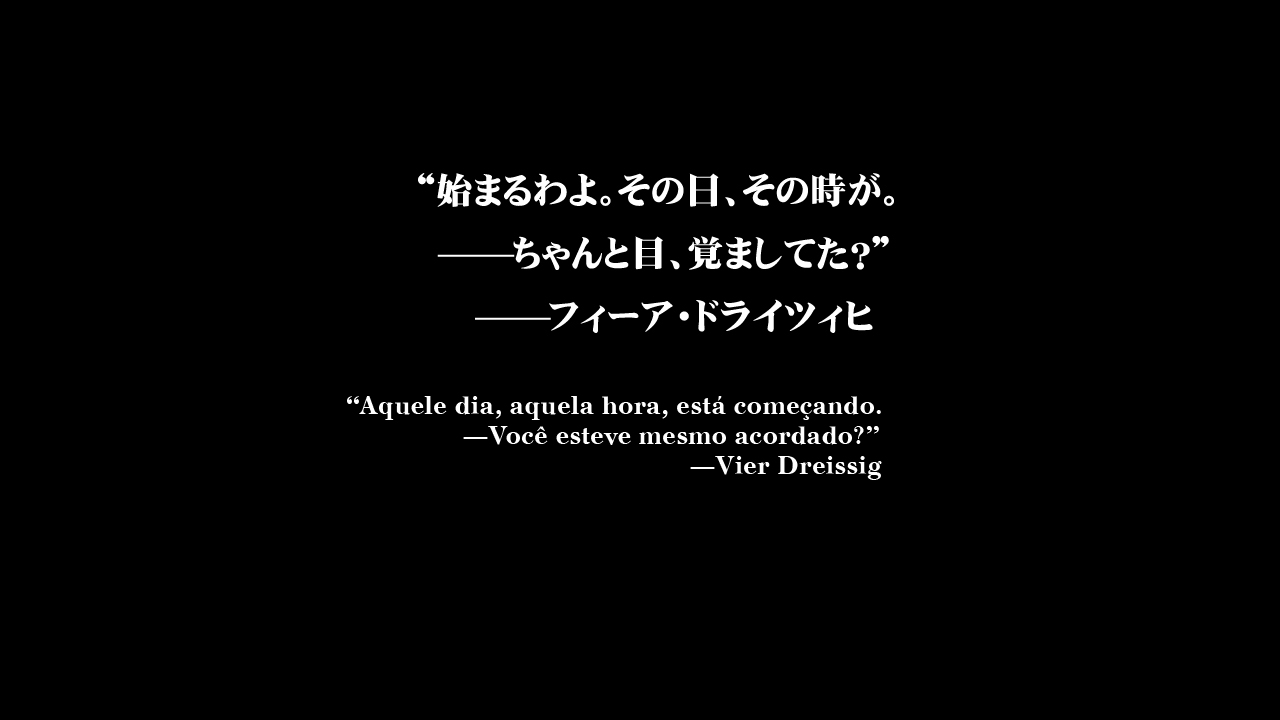 “始まるわよ。その日、その時が。
——ちゃんと目、覚ましてた?”
——フィーア・ドライツィヒ
“Aquele dia, aquela hora, está começando.
—Você esteve mesmo acordado?”
—Vier Dreissig